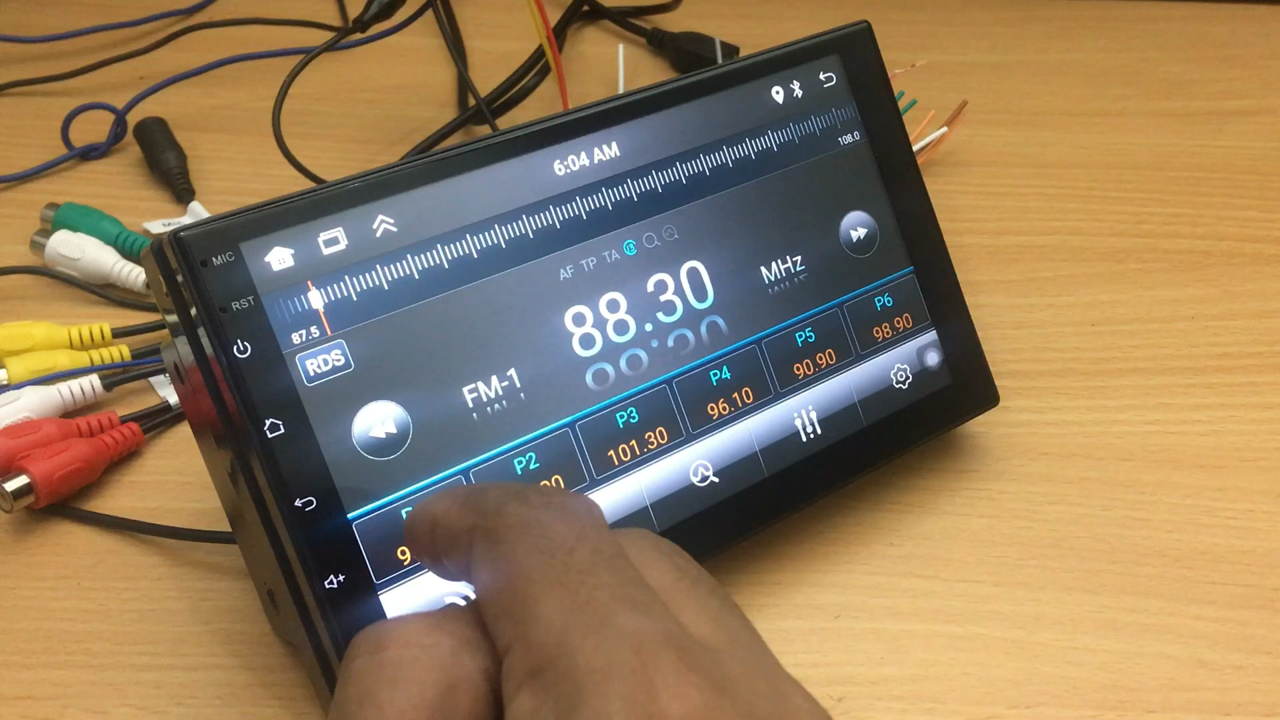 6:04 AM
MIC
RST
87.5
108.0
AF TP TA
RDS
FM-1
88.30
MHz
P2
P3
101.30
P4
96.10
P5
90.90
P6
98.90